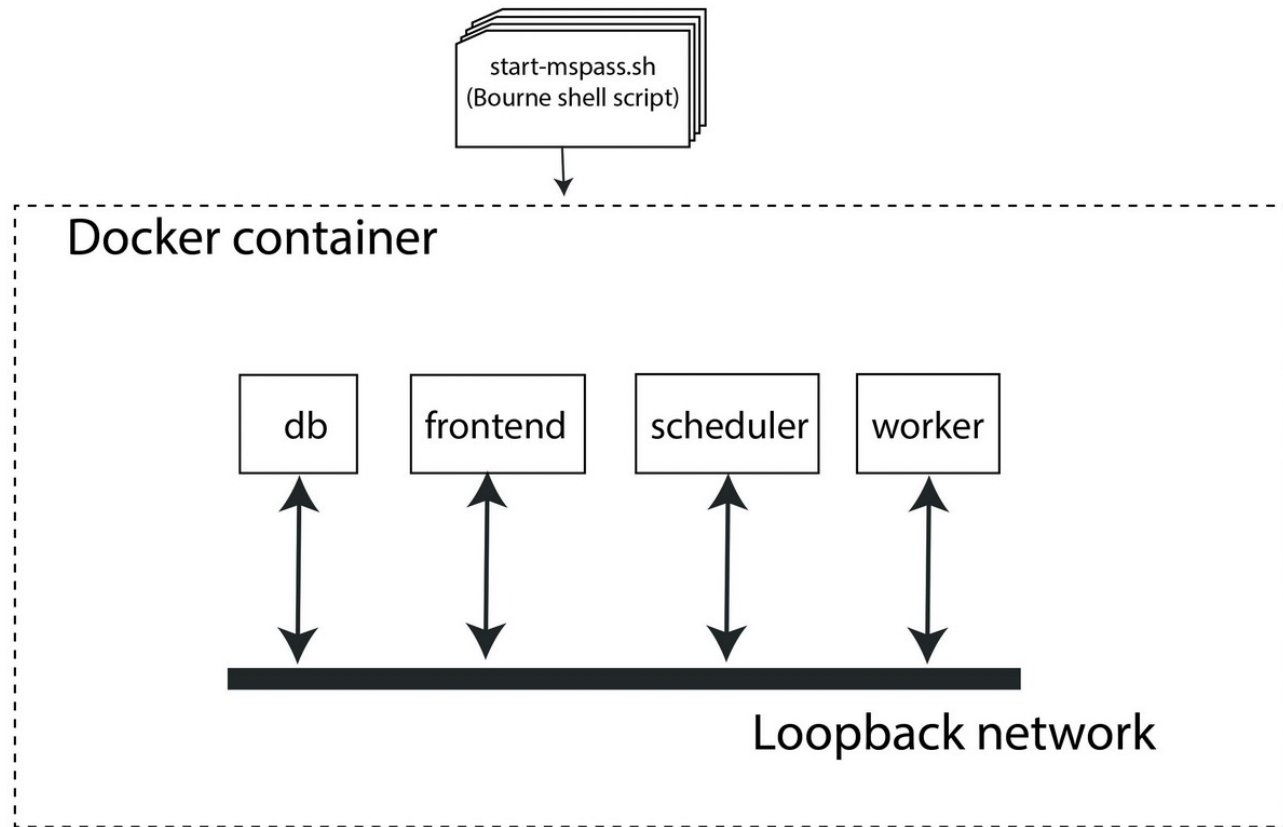 start-mspass.sh
(Bourne shell script)
Docker container
db
frontend
scheduler
worker
Loopback network